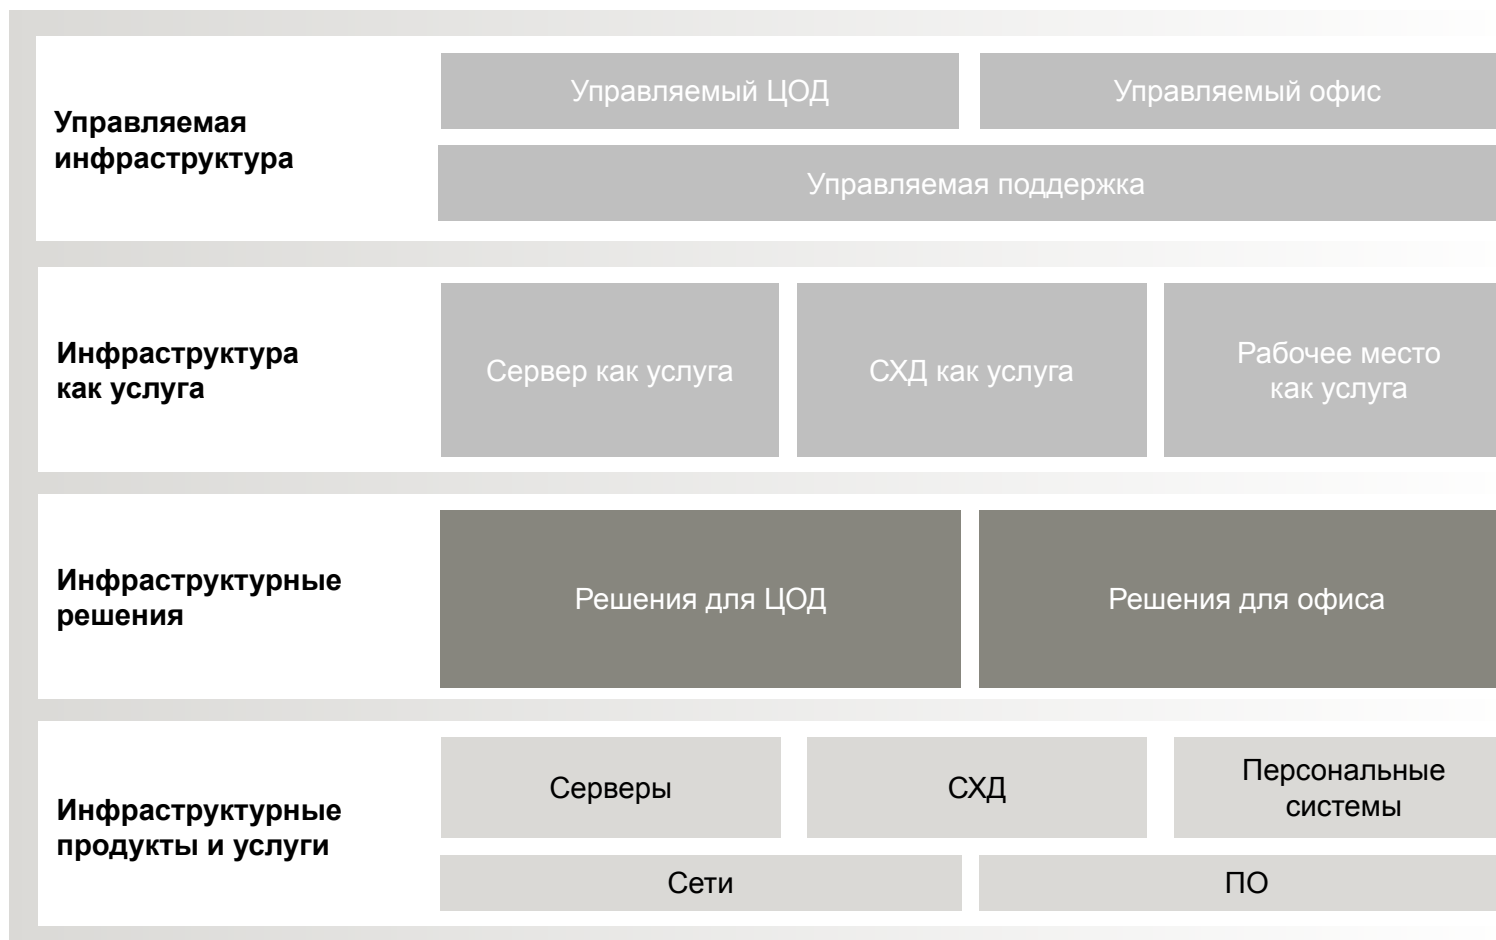 Управляемая
инфраструктура
Управляемый ЦОД
Управляемый офис
Управляемая поддержка
Инфраструктура
как услуга
Сервер как услуга
СХД как услуга
Рабочее место
как услуга
Инфраструктурные
решения
Решения для ЦОД
Решения для офиса
Инфраструктурные
продукты и услуги
Серверы
СХД
Персональные
системы
Сети
ПО